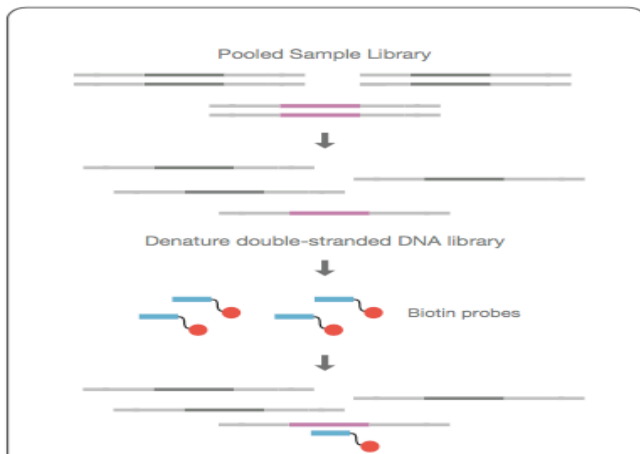 Pooled Sample Library
Denature double-stranded DNA library
Biotin probes